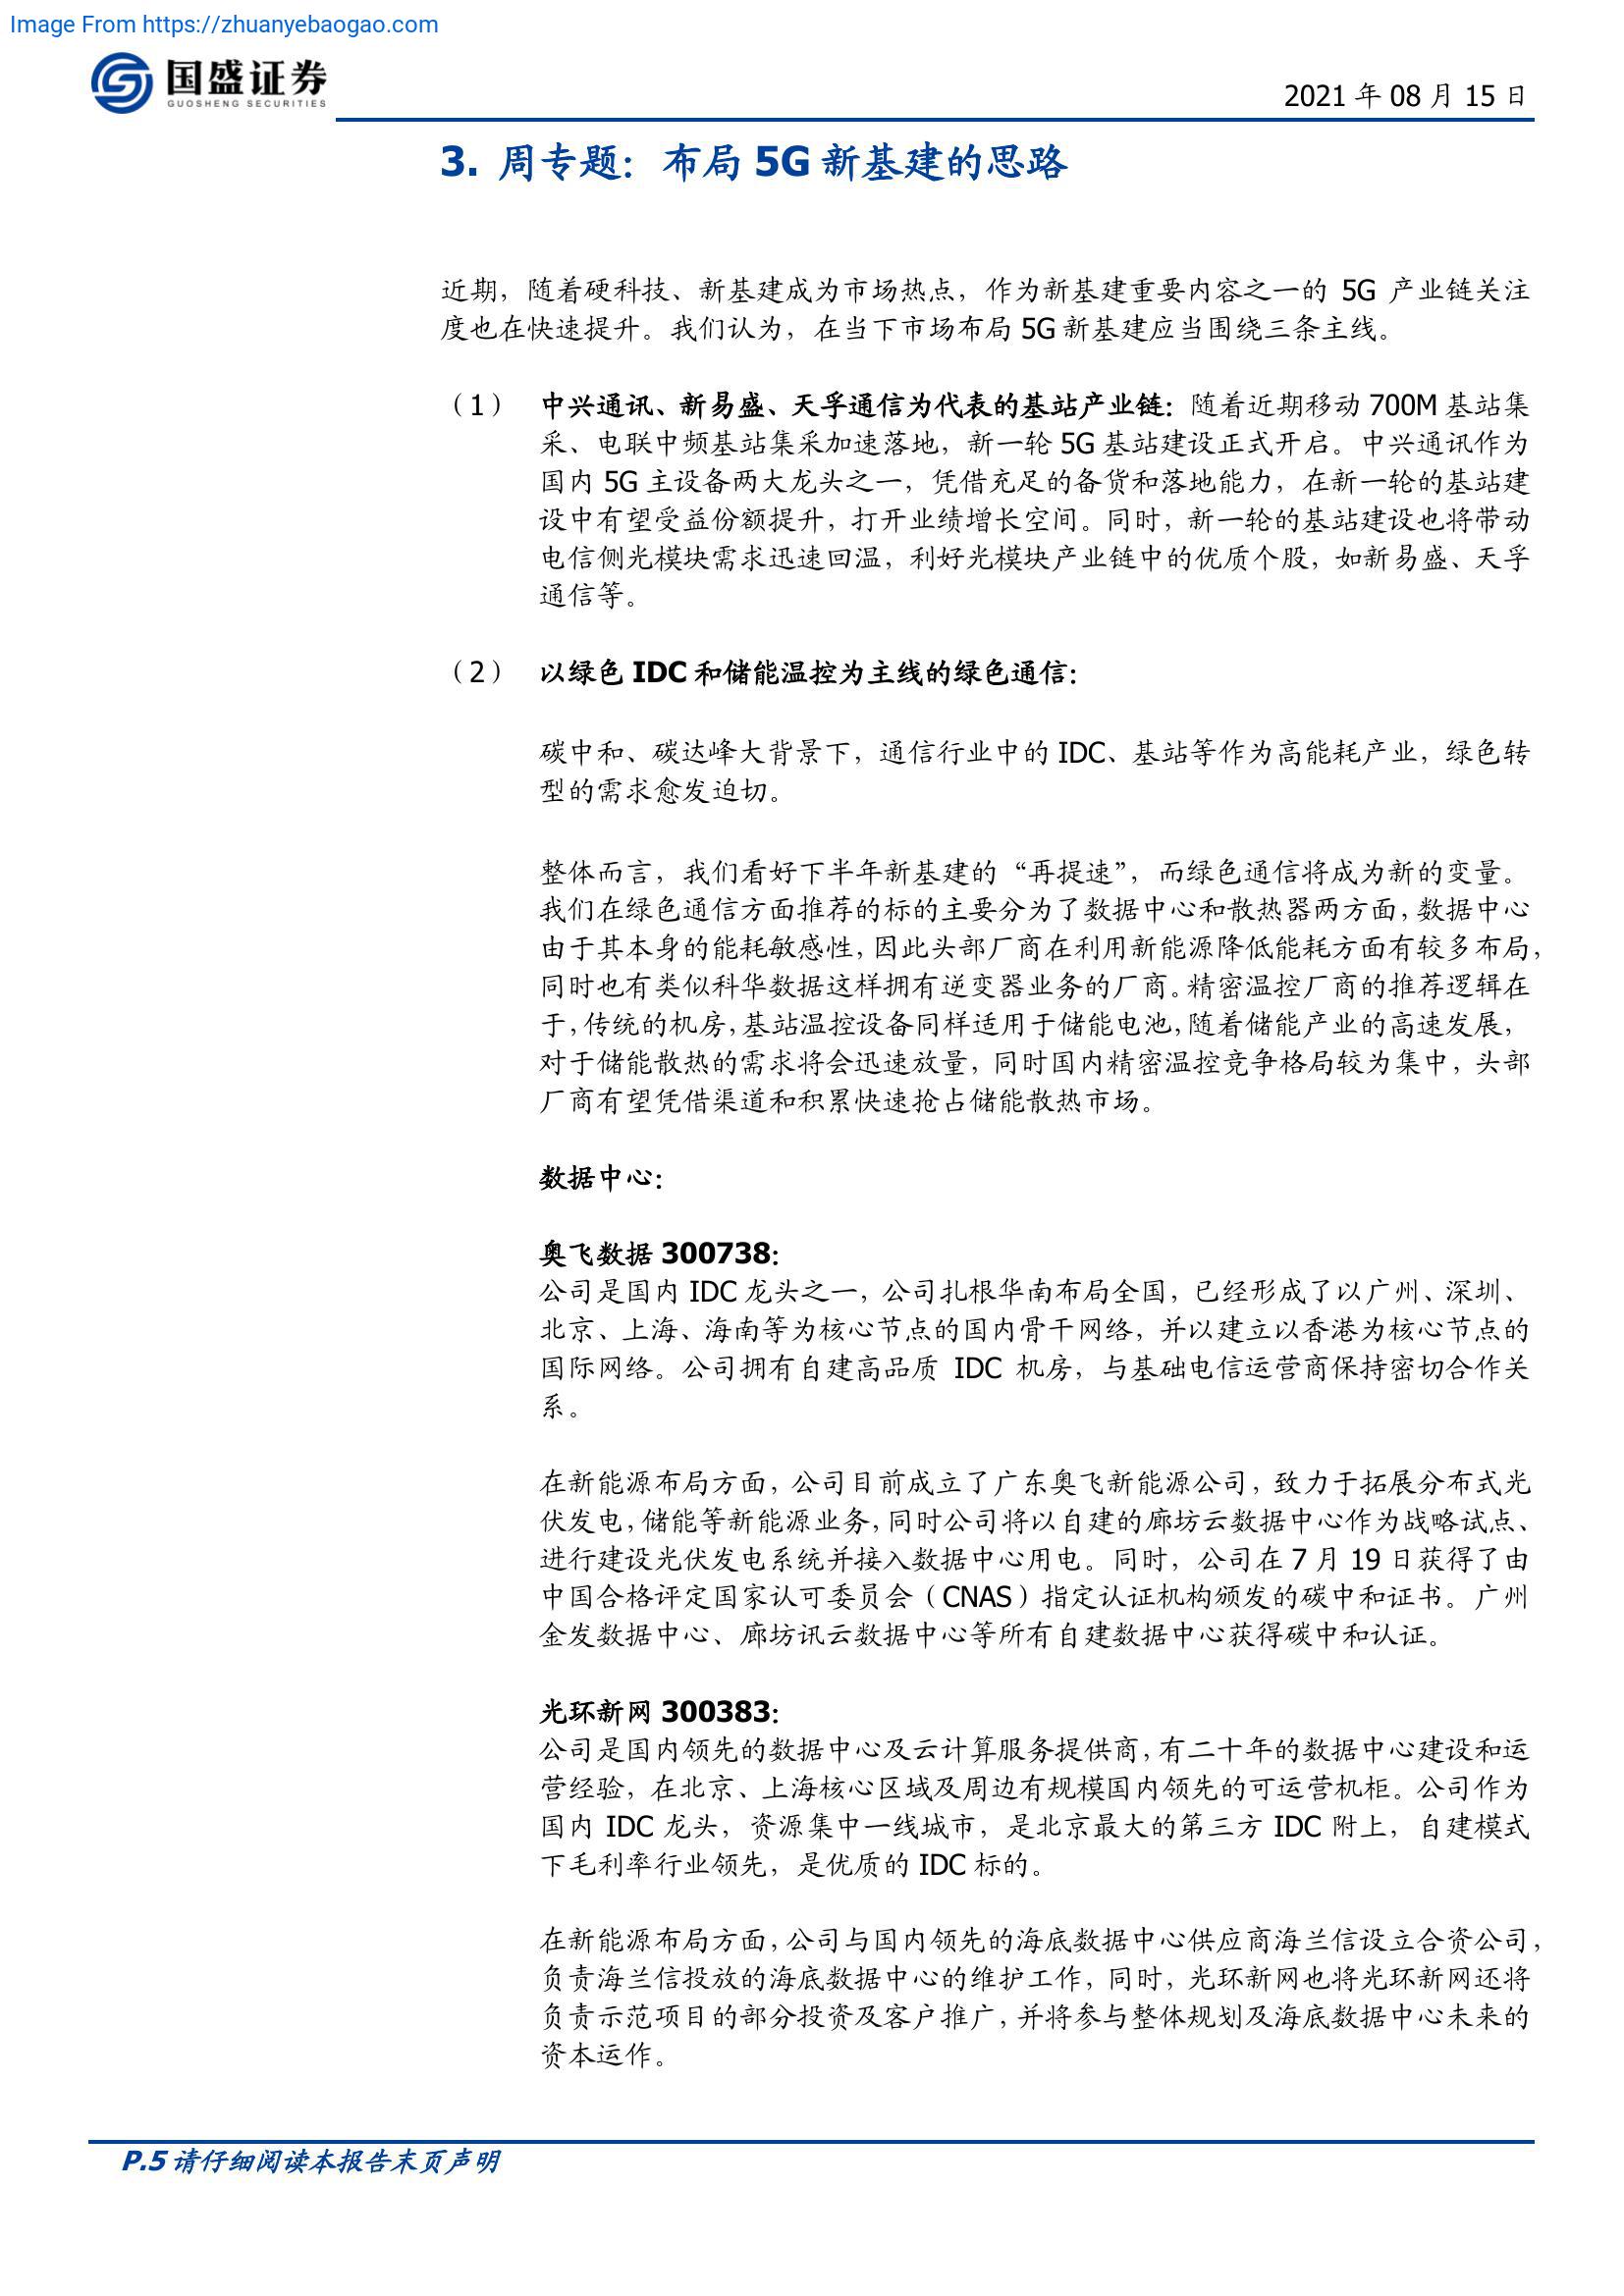 Image From https://zhuanyebaogao.com
国盛证券
GUOSHENG SECURITIES
2021 年 08 月 15 日
3. 周专题：布局 5G 新基建的思路
近期，随着硬科技、新基建成为市场热点，作为新基建重要内容之一的 5G 产业链关注
度也在快速提升。我们认为，在当下市场布局 5G 新基建应当围绕三条主线。
（1） 中兴通讯、新易盛、天孚通信为代表的基站产业链：随着近期移动 700M 基站集
采、电联中频基站集采加速落地，新一轮 5G 基站建设正式开启。中兴通讯作为
国内 5G 主设备两大龙头之一，凭借充足的备货和落地能力，在新一轮的基站建
设中有望受益份额提升，打开业绩增长空间。同时，新一轮的基站建设也将带动
电信侧光模块需求迅速回温，利好光模块产业链中的优质个股，如新易盛、天孚
通信等。
（2） 以绿色 IDC 和储能温控为主线的绿色通信：
碳中和、碳达峰大背景下，通信行业中的 IDC、基站等作为高能耗产业，绿色转
型的需求愈发迫切。
整体而言，我们看好下半年新基建的“再提速”，而绿色通信将成为新的变量。
我们在绿色通信方面推荐的标的主要分为了数据中心和散热器两方面，数据中心
由于其本身的能耗敏感性，因此头部厂商在利用新能源降低能耗方面有较多布局，
同时也有类似科华数据这样拥有逆变器业务的厂商。精密温控厂商的推荐逻辑在
于，传统的机房，基站温控设备同样适用于储能电池，随着储能产业的高速发展，
对于储能散热的需求将会迅速放量，同时国内精密温控竞争格局较为集中，头部
厂商有望凭借渠道和积累快速抢占储能散热市场。
数据中心：
奥飞数据 300738：
公司是国内 IDC 龙头之一，公司扎根华南布局全国，已经形成了以广州、深圳、
北京、上海、海南等为核心节点的国内骨干网络，并以建立以香港为核心节点的
国际网络。公司拥有自建高品质 IDC 机房，与基础电信运营商保持密切合作关
系。
在新能源布局方面，公司目前成立了广东奥飞新能源公司，致力于拓展分布式光
伏发电，储能等新能源业务，同时公司将以自建的廊坊云数据中心作为战略试点、
进行建设光伏发电系统并接入数据中心用电。同时，公司在 7 月 19 日获得了由
中国合格评定国家认可委员会（CNAS）指定认证机构颁发的碳中和证书。广州
金发数据中心、廊坊讯云数据中心等所有自建数据中心获得碳中和认证。
光环新网 300383：
公司是国内领先的数据中心及云计算服务提供商，有二十年的数据中心建设和运
营经验，在北京、上海核心区域及周边有规模国内领先的可运营机柜。公司作为
国内 IDC 龙头，资源集中一线城市，是北京最大的第三方 IDC 附上，自建模式
下毛利率行业领先，是优质的 IDC 标的。
在新能源布局方面，公司与国内领先的海底数据中心供应商海兰信设立合资公司，
负责海兰信投放的海底数据中心的维护工作，同时，光环新网也将光环新网还将
负责示范项目的部分投资及客户推广，并将参与整体规划及海底数据中心未来的
资本运作。
P.5 请仔细阅读本报告末页声明